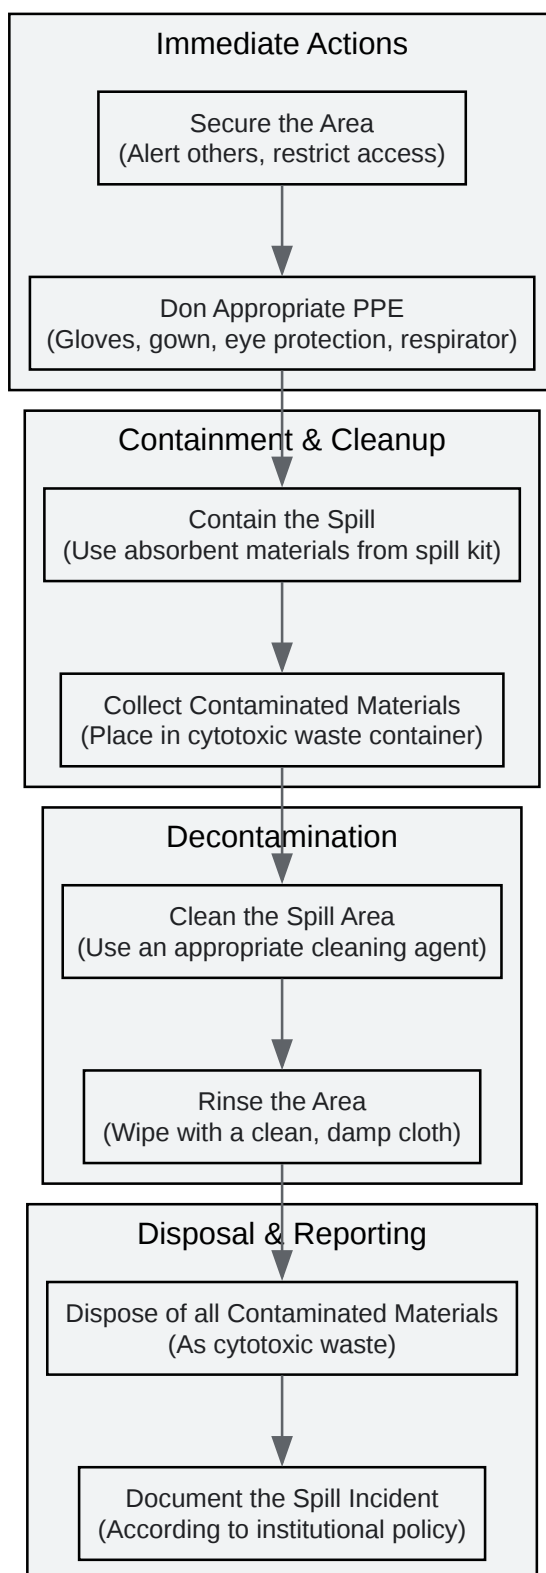 Immediate Actions
Secure the Area
(Alert others, restrict access)
Don Appropriate PPE
(Gloves, gown, eye protection, respirator)
Containment & Cleanup
Contain the Spill
(Use absorbent materials from spill kit)
Collect Contaminated Materials
(Place in cytotoxic waste container)
Decontamination
Clean the Spill Area
(Use an appropriate cleaning agent)
Rinse the Area
(Wipe with a clean, damp cloth)
Disposal & Reporting
Dispose of all Contaminated Materials
(As cytotoxic waste)
Document the Spill Incident
(According to institutional policy)